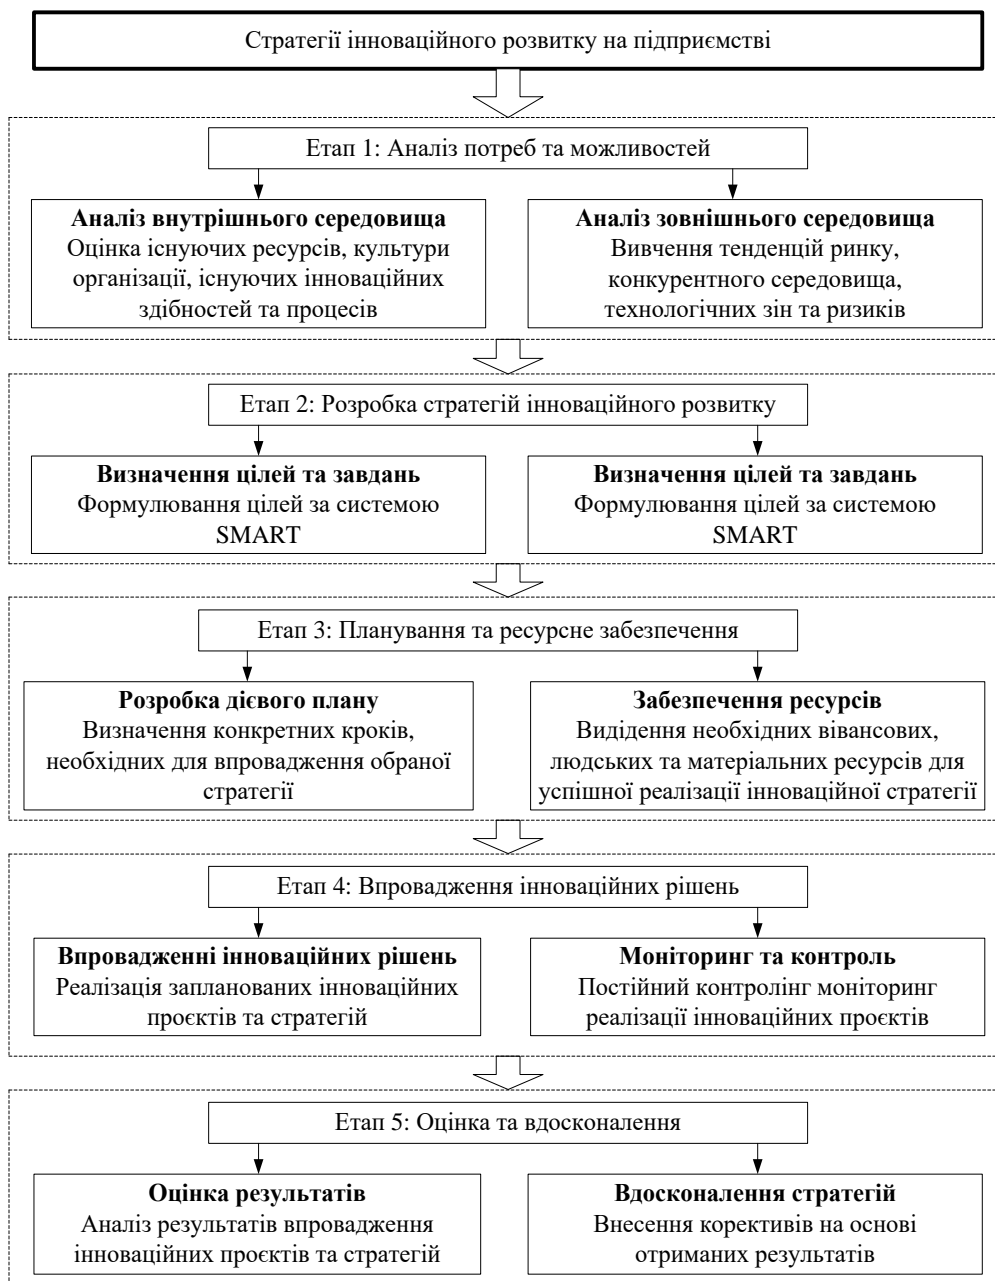 Стратегії інноваційного розвитку на підприємстві
Етап 1: Аналіз потреб та можливостей
Аналіз внутрішнього середовища
Оцінка існуючих ресурсів, культури
організації, існуючих інноваційних
здібностей та процесів
Аналіз зовнішнього середовища
Вивчення тенденцій ринку,
конкурентного середовища,
технологічних зін та ризиків
Етап 2: Розробка стратегій інноваційного розвитку
Визначення цілей та завдань
Формулювання цілей за системою
SMART
Визначення цілей та завдань
Формулювання цілей за системою
SMART
Етап 3: Планування та ресурсне забезпечення
Розробка дієвого плану
Визначення конкретних кроків,
необхідних для впровадження обраної
стратегії
Забезпечення ресурсів
Видідення необхідних вівансових,
людських та матеріальних ресурсів для
успішної реалізації інноваційної стратегії
Етап 4: Впровадження інноваційних рішень
Впровадженні інноваційних рішень
Реалізація запланованих інноваційних
проєктів та стратегій
Моніторинг та контроль
Постійний контролінг моніторинг
реалізації інноваційних проєктів
Етап 5: Оцінка та вдосконалення
Оцінка результатів
Аналіз результатів впровадження
інноваційних проєктів та стратегій
Вдосконалення стратегій
Внесення корективів на основі
отриманих результатів